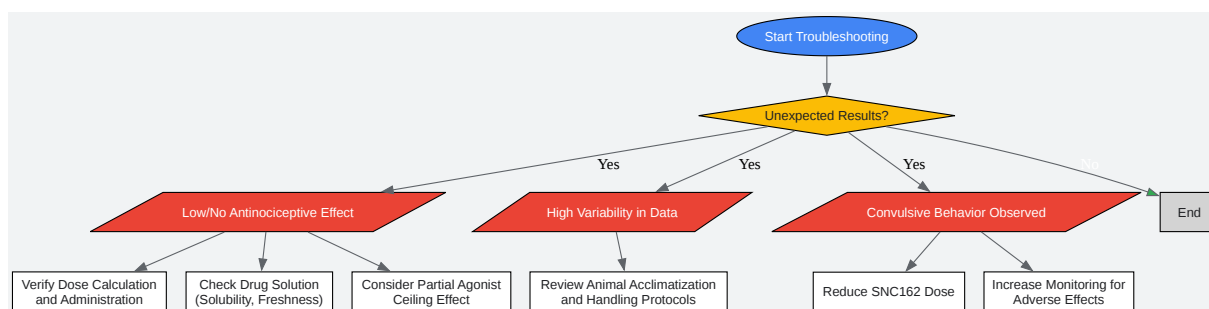 Start Troubleshooting
Unexpected Results?
Yes
Yes
Yes
No
Low/No Antinociceptive Effect
High Variability in Data
Convulsive Behavior Observed
End
Verify Dose Calculation
and Administration
Check Drug Solution
(Solubility, Freshness)
Consider Partial Agonist
Ceiling Effect
Review Animal Acclimatization
and Handling Protocols
Reduce SNC162 Dose
Increase Monitoring for
Adverse Effects